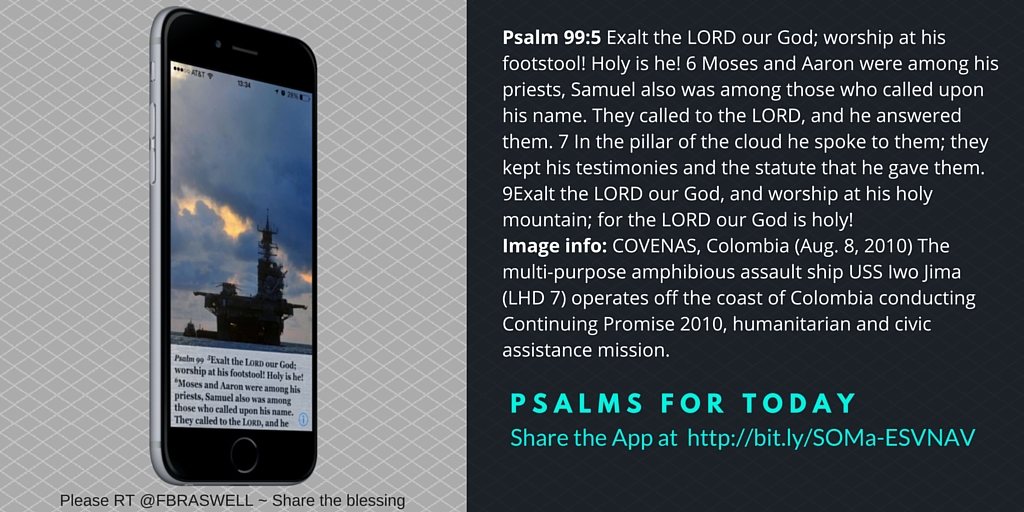 AT&T
13:34
28%
Psalm 99 5Exalt the LORD our God;
worship at his footstool! Holy is he!
6Moses and Aaron were among his
priests, Samuel also was among
those who called upon his name.
They called to the LORD, and he
Please RT @FBRASWELL ~ Share the blessing
Psalm 99:5 Exalt the LORD our God; worship at his
footstool! Holy is he! 6 Moses and Aaron were among his
priests, Samuel also was among those who called upon
his name. They called to the LORD, and he answered
them. 7 In the pillar of the cloud he spoke to them; they
kept his testimonies and the statute that he gave them.
9Exalt the LORD our God, and worship at his holy
mountain; for the LORD our God is holy!
Image info: COVENAS, Colombia (Aug. 8, 2010) The
multi-purpose amphibious assault ship USS Iwo Jima
(LHD 7) operates off the coast of Colombia conducting
Continuing Promise 2010, humanitarian and civic
assistance mission.
PSALMS FOR TODAY
Share the App at http://bit.ly/SOMa-ESVNAV